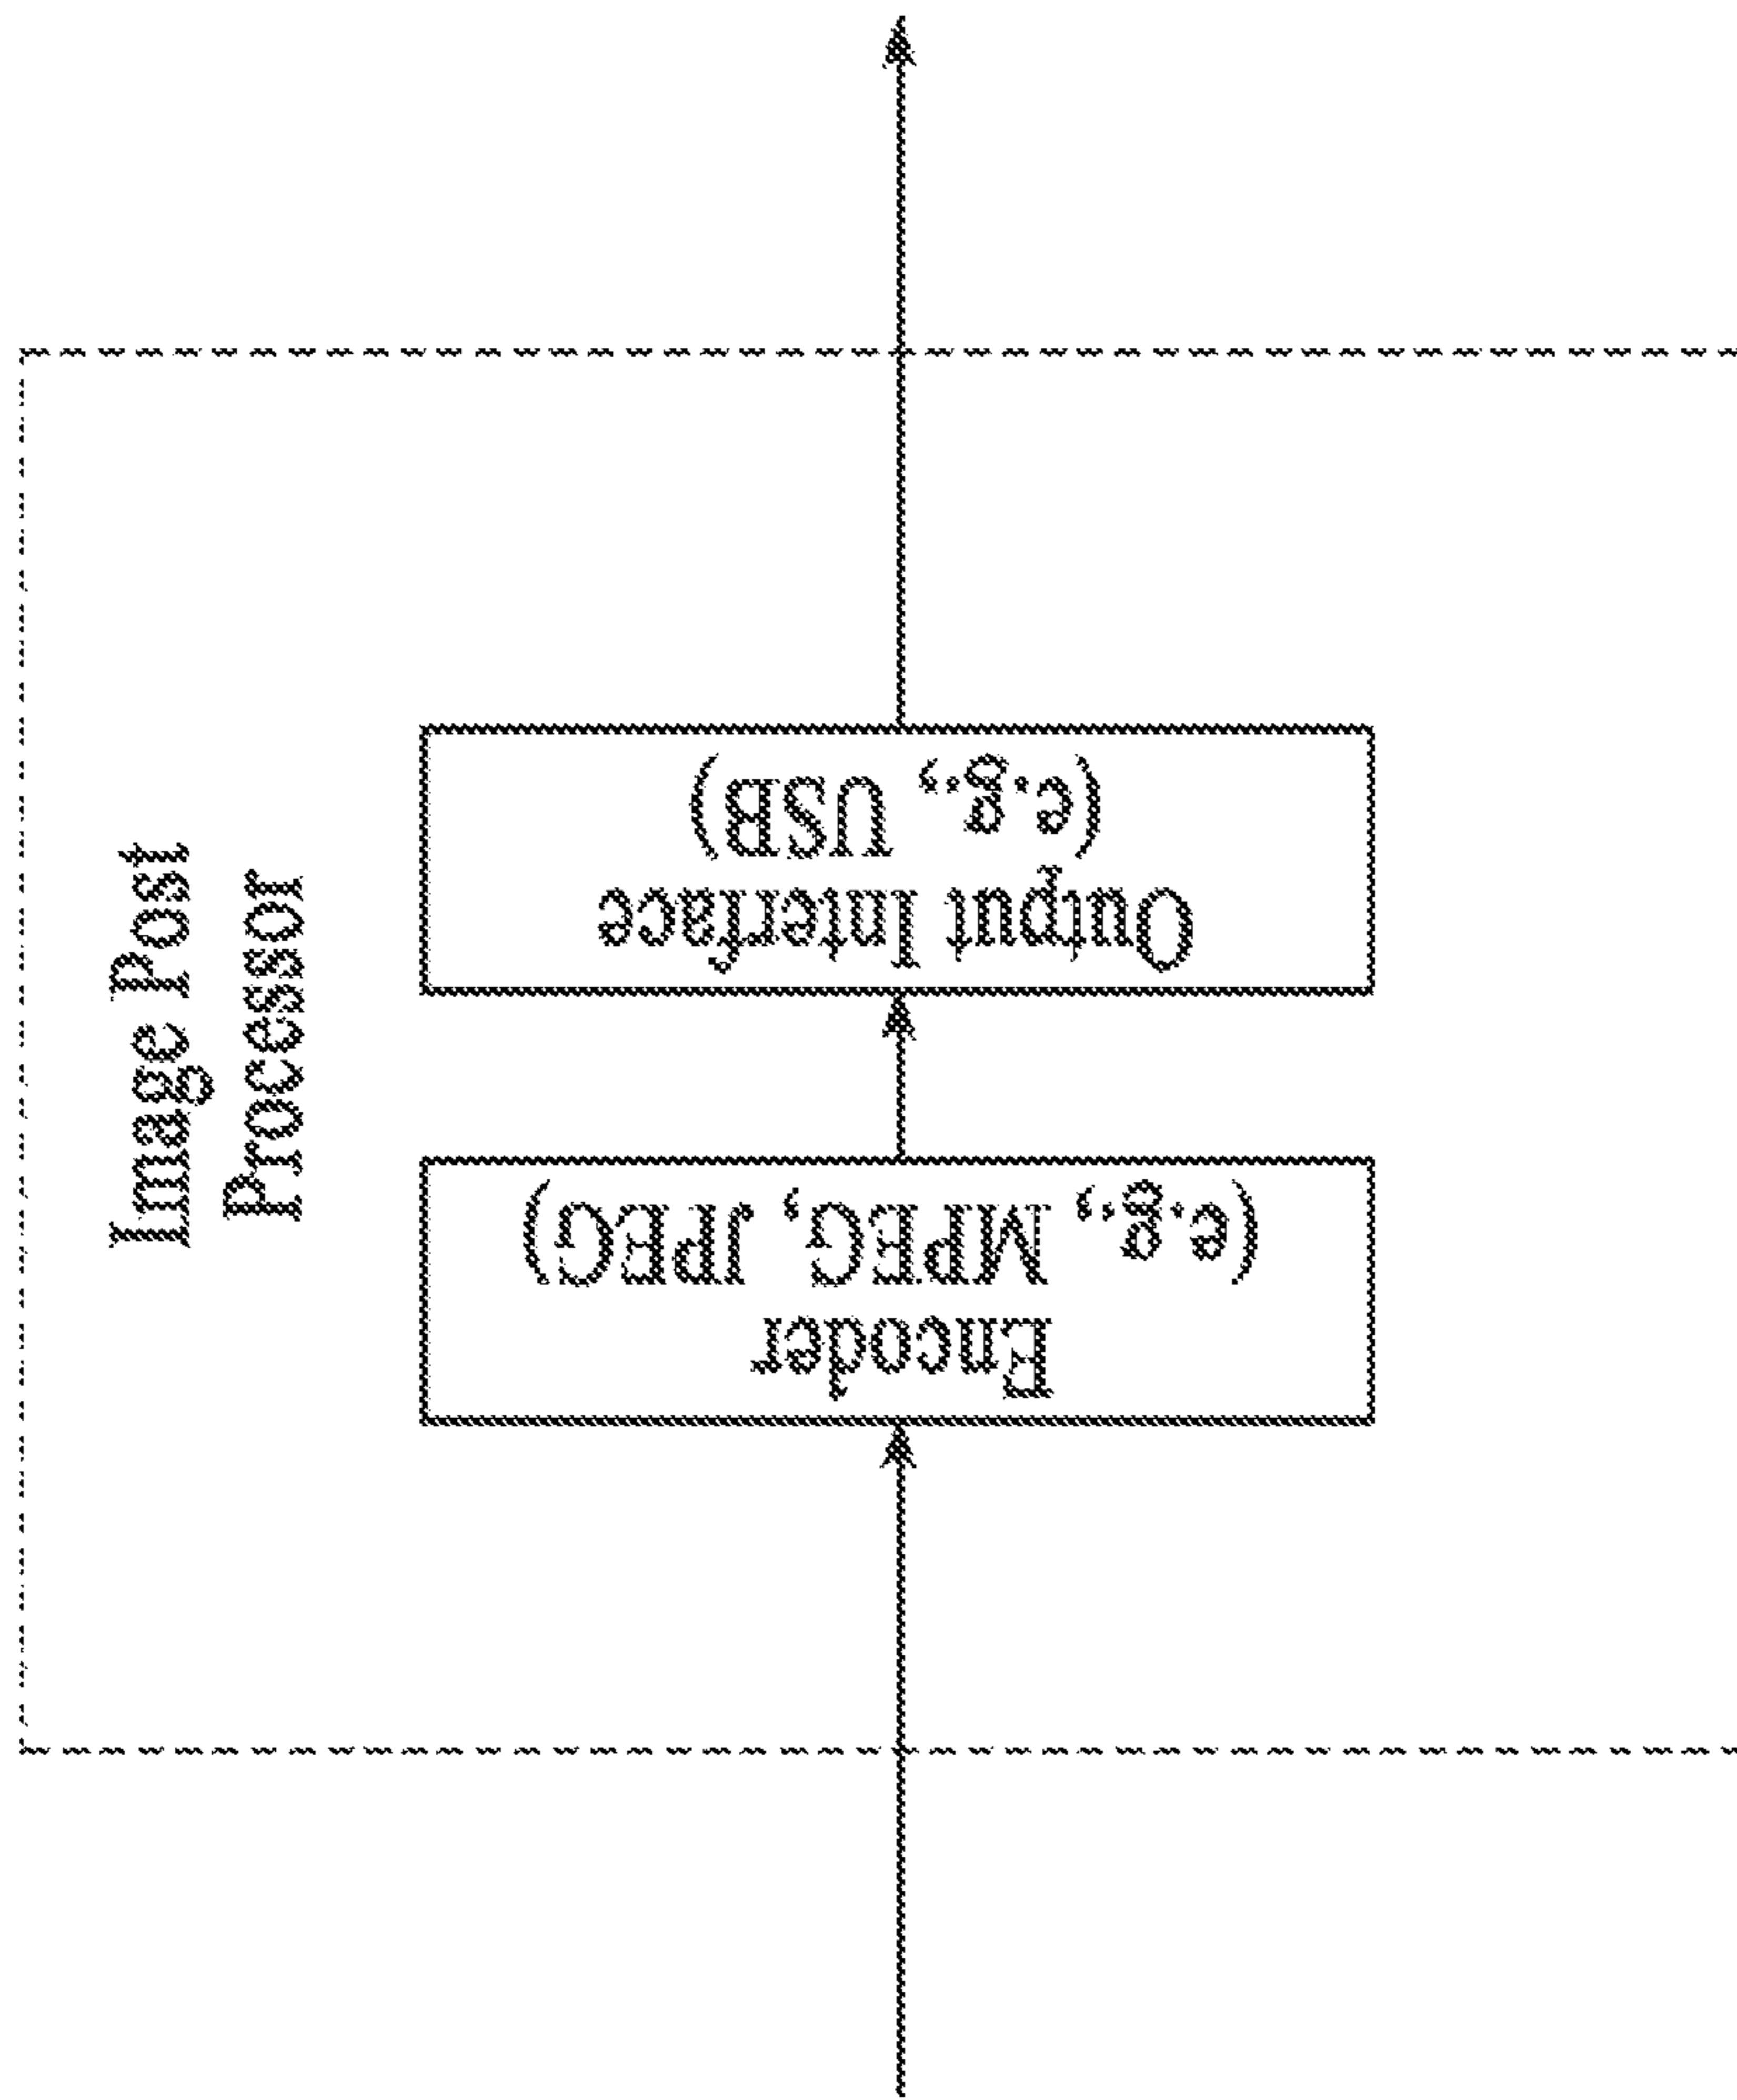 Image Post
Processor
Encoder
(e.g., MPEG, JPEG)
Output Interface
(e.g., USB)